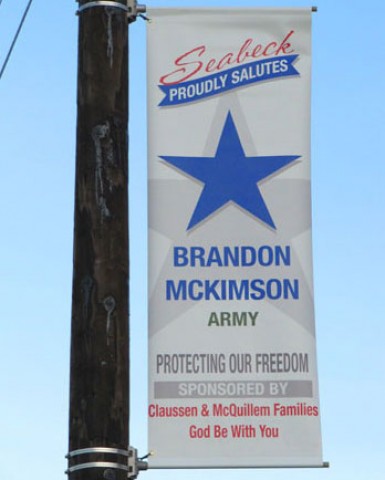 Seabeck
PROUDLY SALUTES
BRANDON
MCKIMSON
ARMY
PROTECTING OUR FREEDOM
SPONSORED BY
Claussen & McQuillem Families
God Be With You